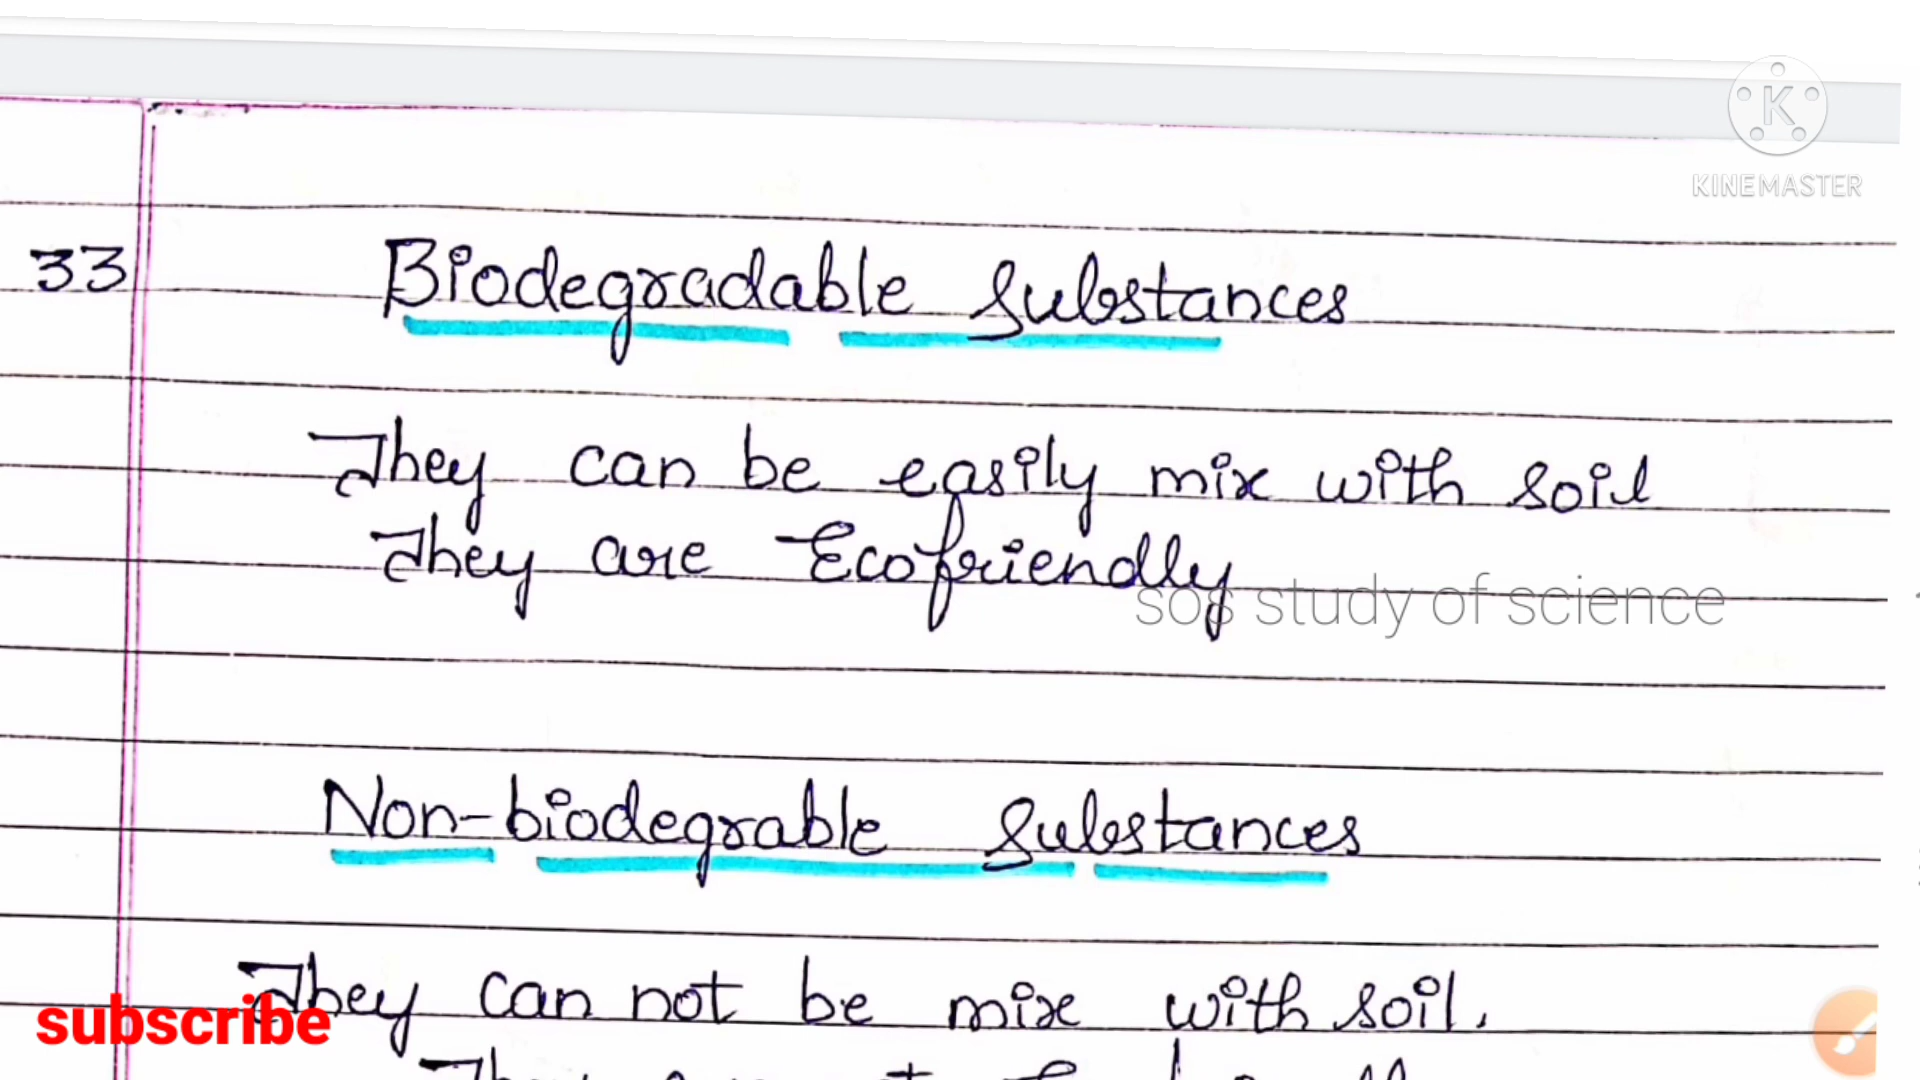 KINEMASTER
33 Biodegradable Substances
They can be easily mix with soil
They are Ecofriendly
sos study of science
Non-biodegrable Substances
They can not be mix with soil.
subscribe